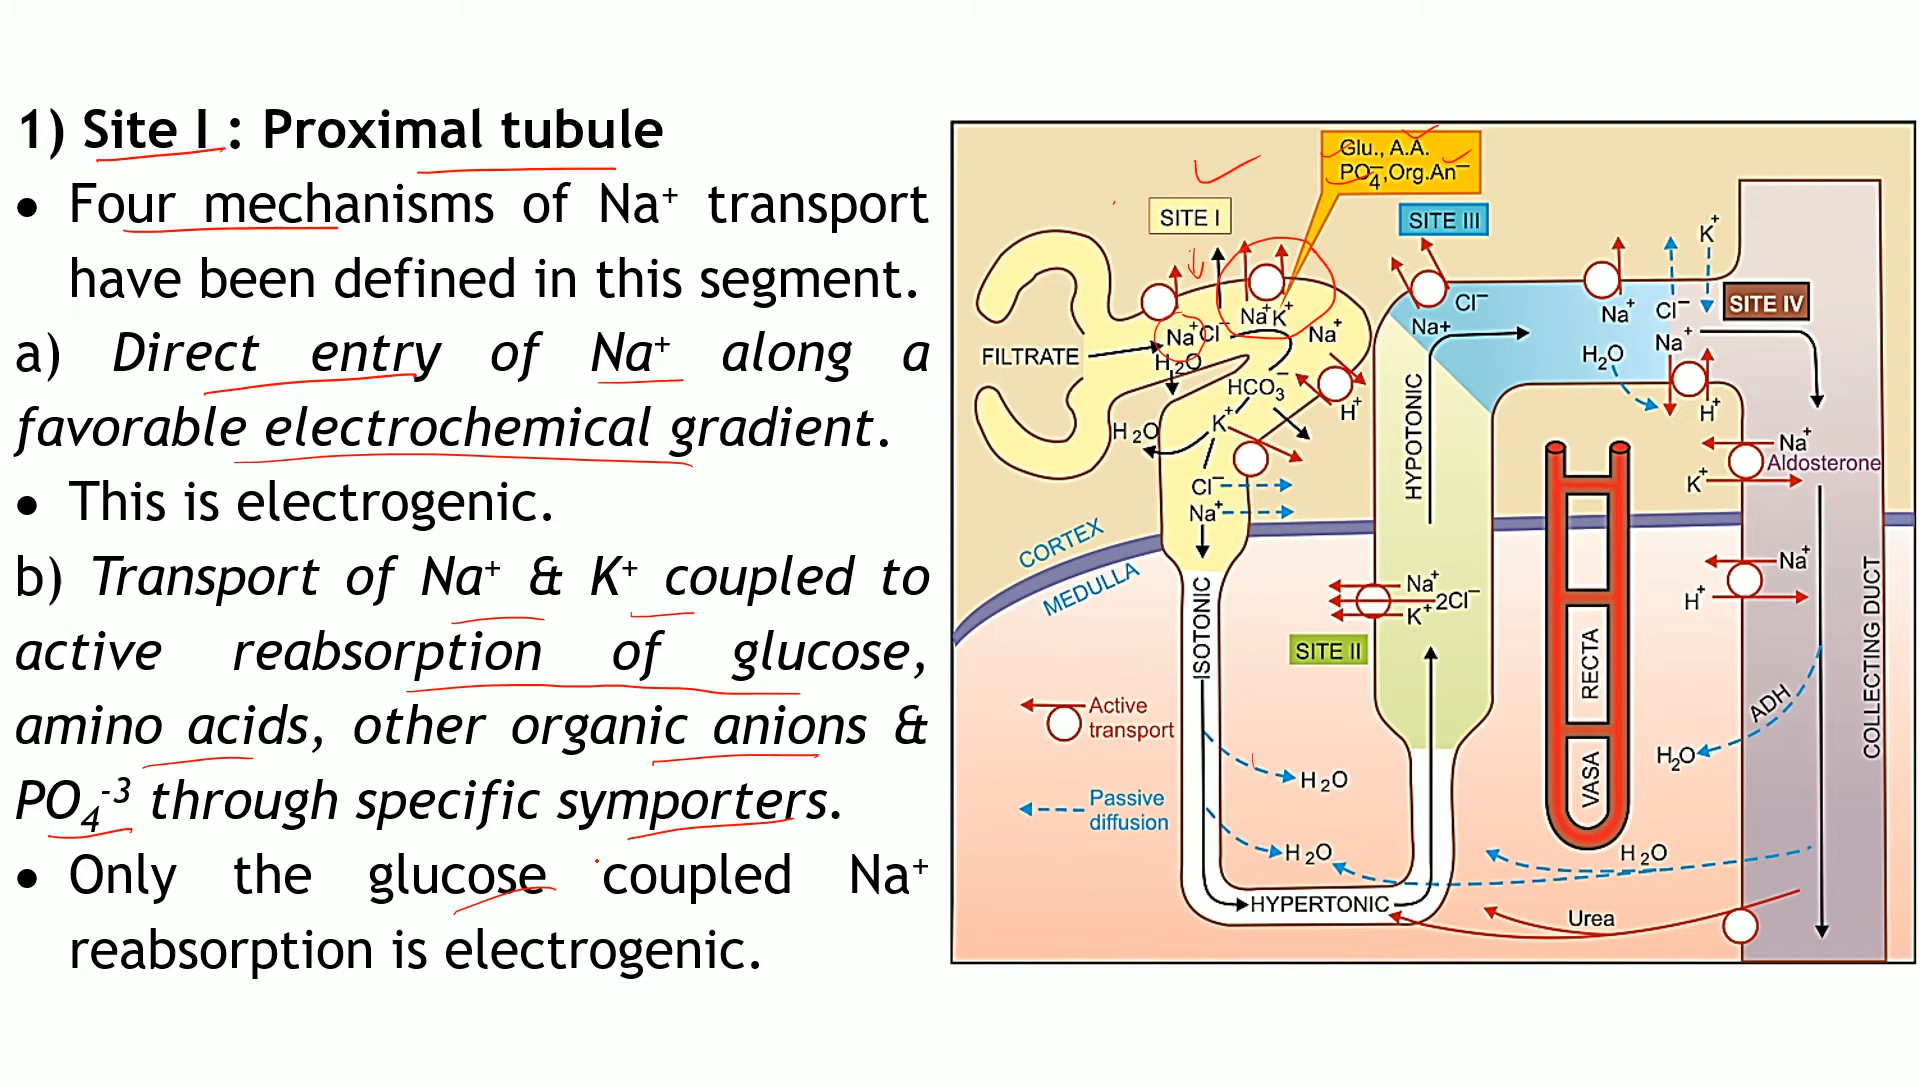 1) Site I : Proximal tubule
• Four mechanisms of Na⁺ transport
have been defined in this segment.
a) Direct entry of Na⁺ along a
favorable electrochemical gradient.
• This is electrogenic.
b) Transport of Na⁺ & K⁺ coupled to
active reabsorption of glucose,
amino acids, other organic anions &
PO₄⁻³ through specific symporters.
• Only the glucose coupled Na⁺
reabsorption is electrogenic.
Glu., A.A.
PO₄⁻,Org.An⁻
SITE I
SITE III
K⁺
SITE IV
Na⁺
Cl⁻
Na⁺
K⁺
Na⁺
Cl⁻
Na+
Na⁺
Cl⁻
Na⁺
FILTRATE
H₂O
H₂O
HCO₃⁻
H⁺
H⁺
K⁺
H₂O
HYPOTONIC
Na⁺
Aldosterone
K⁺
Cl⁻
Na⁺
CORTEX
MEDULLA
ISOTONIC
Na⁺
K⁺
2Cl⁻
Na⁺
H⁺
SITE II
RECTA
VASA
COLLECTING DUCT
Active
transport
ADH
H₂O
Passive
diffusion
H₂O
H₂O
H₂O
HYPERTONIC
Urea